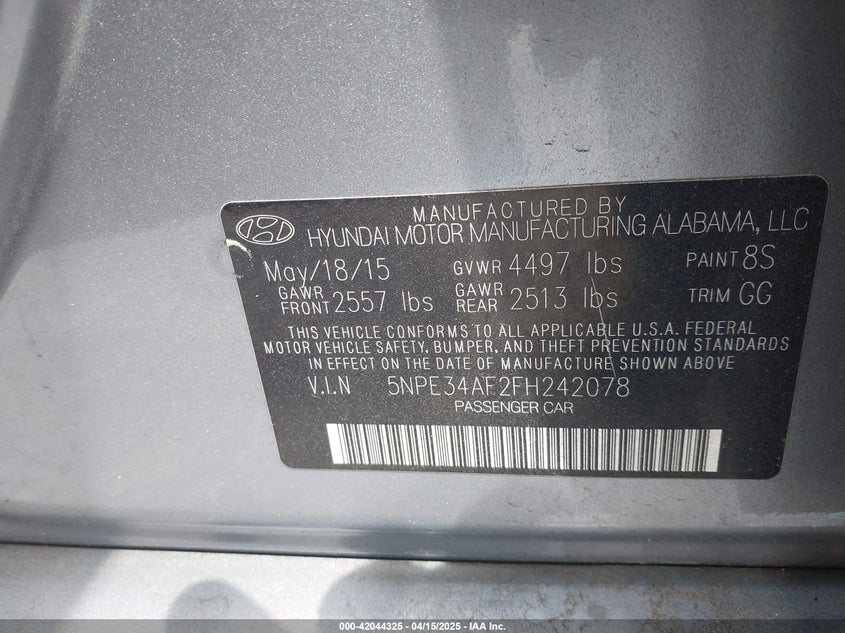 MANUFACTURED BY
HYUNDAI MOTOR MANUFACTURING ALABAMA, LLC
May/18/15 GVWR 4497 lbs PAINT 8S
GAWR FRONT 2557 lbs GAWR REAR 2513 lbs TRIM GG
THIS VEHICLE CONFORMS TO ALL APPLICABLE U.S.A. FEDERAL
MOTOR VEHICLE SAFETY, BUMPER, AND THEFT PREVENTION STANDARDS
IN EFFECT ON THE DATE OF MANUFACTURE SHOWN ABOVE
V.I.N 5NPE34AF2FH242078
PASSENGER CAR
000-42044325 - 04/15/2025 - IAA Inc.